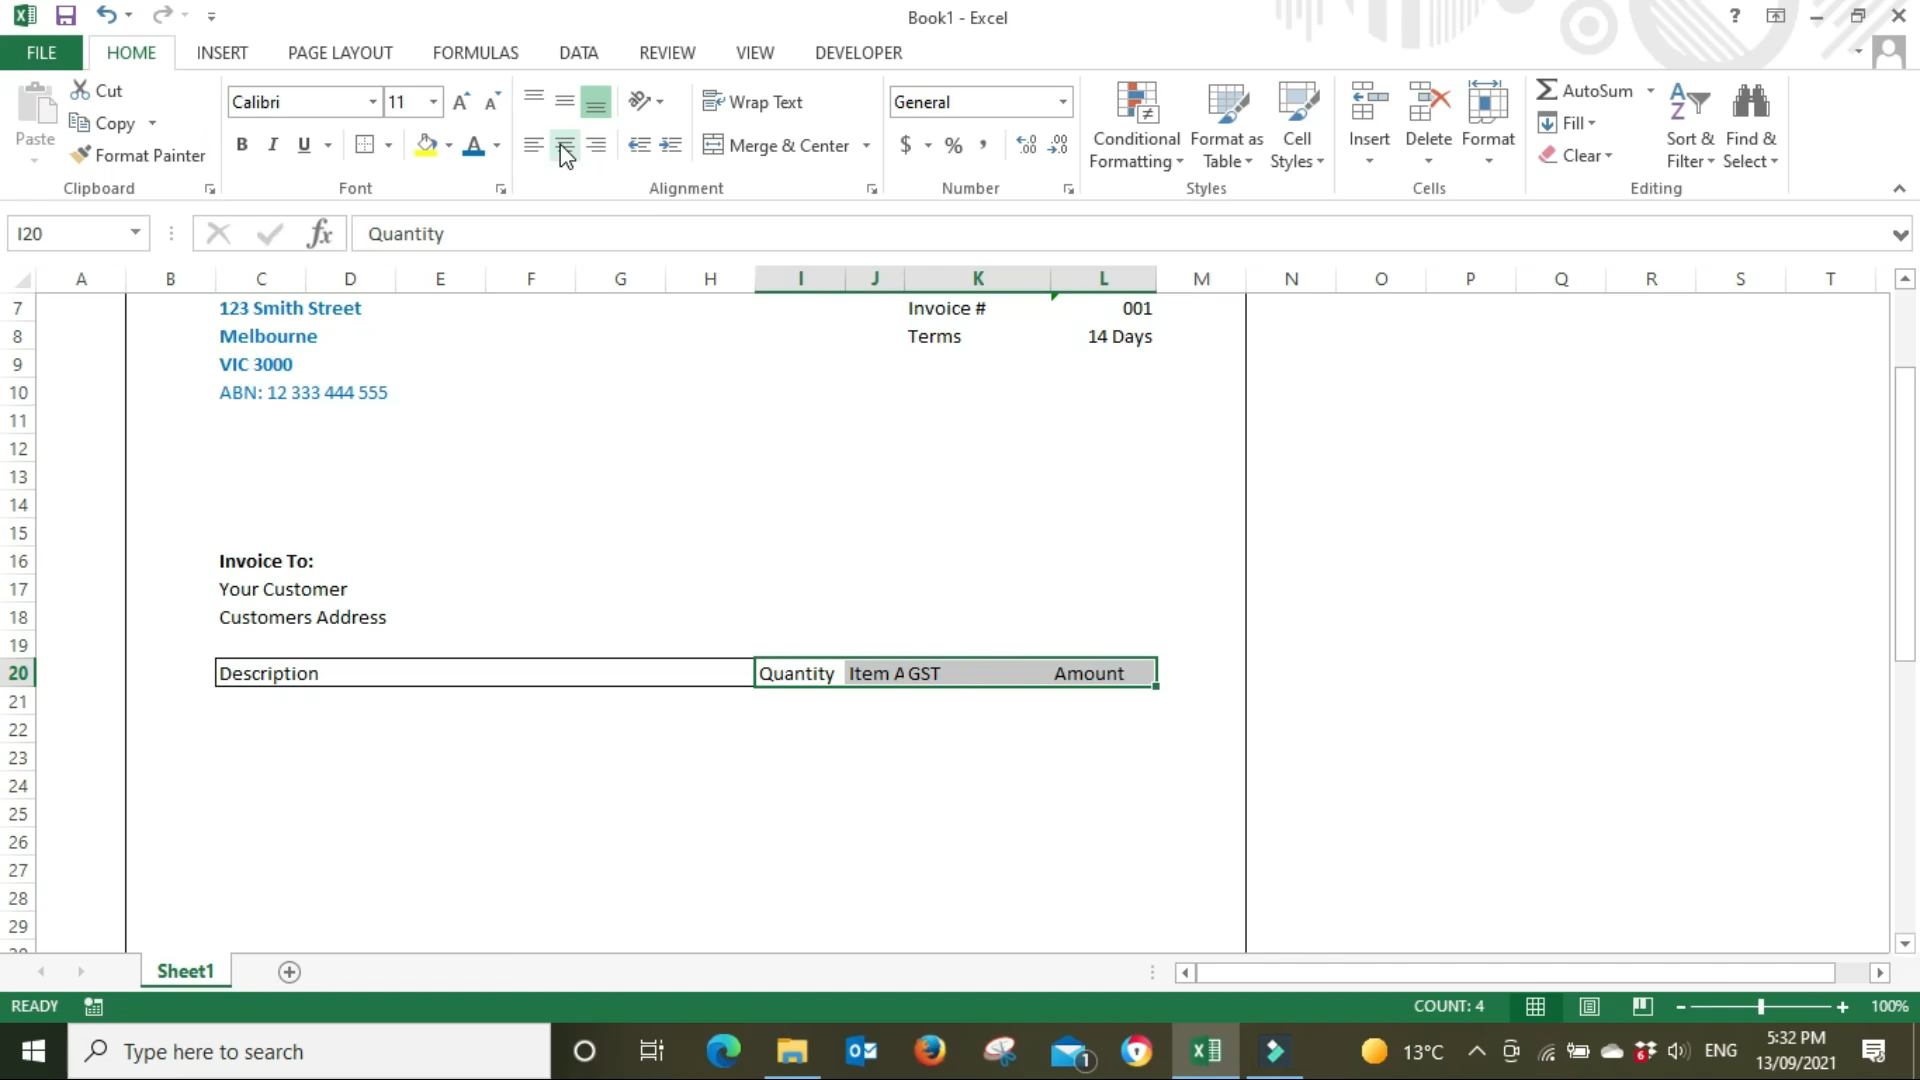 Book1 - Excel
FILE HOME INSERT PAGE LAYOUT FORMULAS DATA REVIEW VIEW DEVELOPER
Paste
Cut
Copy
Format Painter
Clipboard
Calibri 11
B I U A
Font
Wrap Text
Merge & Center
Alignment
General
$ % ,
Number
Conditional Formatting
Format as Table
Cell Styles
Styles
Insert Delete Format
Cells
AutoSum
Fill
Clear
Sort & Filter
Find & Select
Editing
I20 fx Quantity
A B C D E F G H I J K L M N O P Q R S T
7 123 Smith Street Invoice # 001
8 Melbourne Terms 14 Days
9 VIC 3000
10 ABN: 12 333 444 555
11
12
13
14
15
16 Invoice To:
17 Your Customer
18 Customers Address
19
20 Description Quantity Item A GST Amount
21
22
23
24
25
26
27
28
29
Sheet1
READY COUNT: 4 100%
Type here to search 1 13°C 6 ENG 5:32 PM
13/09/2021